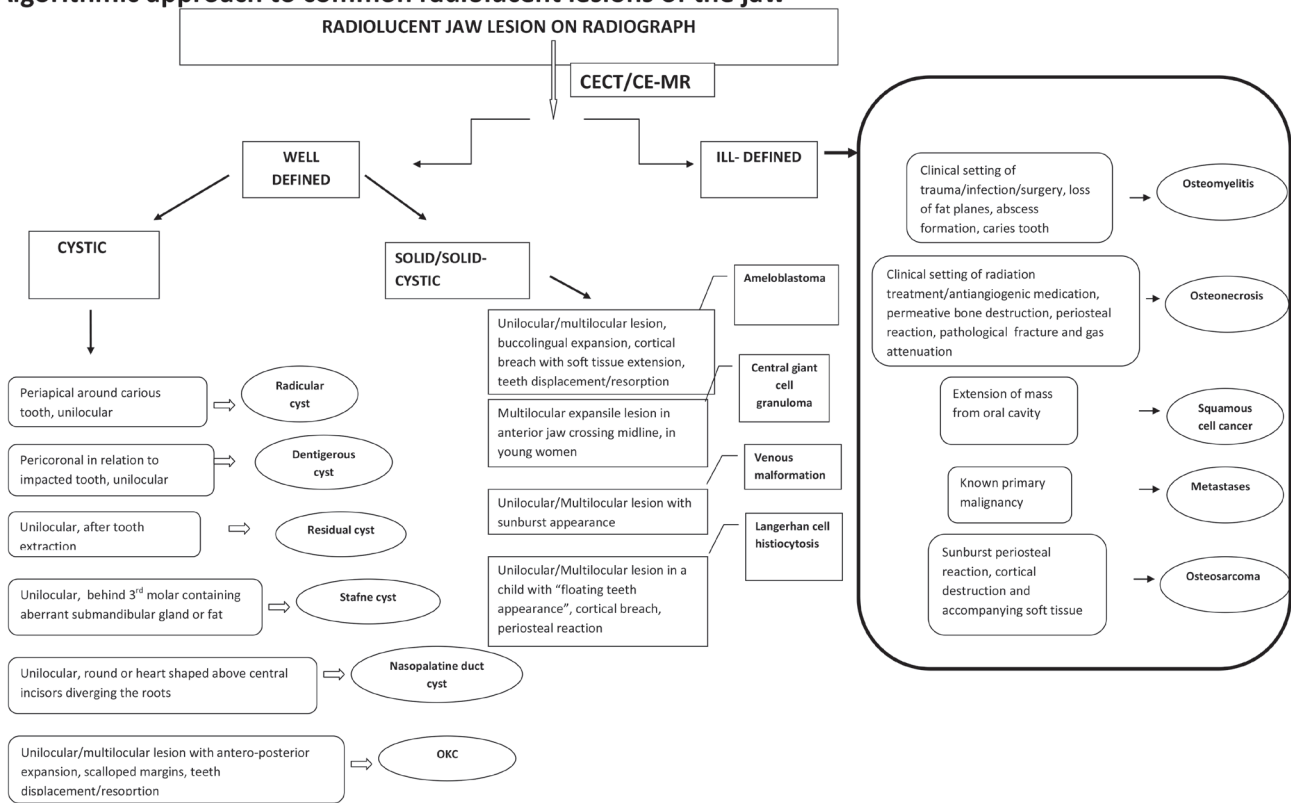 algorithmic approach to common radiolucent lesions of the jaw
RADIOLUCENT JAW LESION ON RADIOGRAPH
CECT/CE-MR
WELL
DEFINED
ILL- DEFINED
CYSTIC
SOLID/SOLID-
CYSTIC
Periapical around carious
tooth, unilocular
Radicular
cyst
Pericoronal in relation to
impacted tooth, unilocular
Dentigerous
cyst
Unilocular, after tooth
extraction
Residual cyst
Unilocular, behind 3rd molar containing
aberrant submandibular gland or fat
Stafne cyst
Unilocular, round or heart shaped above central
incisors diverging the roots
Nasopalatine duct
cyst
Unilocular/multilocular lesion with antero-posterior
expansion, scalloped margins, teeth
displacement/resoprtion
OKC
Unilocular/multilocular lesion,
buccolingual expansion, cortical
breach with soft tissue extension,
teeth displacement/resorption
Ameloblastoma
Multilocular expansile lesion in
anterior jaw crossing midline, in
young women
Central giant
cell
granuloma
Unilocular/Multilocular lesion with
sunburst appearance
Venous
malformation
Unilocular/Multilocular lesion in a
child with “floating teeth
appearance”, cortical breach,
periosteal reaction
Langerhan cell
histiocytosis
Clinical setting of
trauma/infection/surgery, loss
of fat planes, abscess
formation, caries tooth
Osteomyelitis
Clinical setting of radiation
treatment/antiangiogenic medication,
permeative bone destruction, periosteal
reaction, pathological fracture and gas
attenuation
Osteonecrosis
Extension of mass
from oral cavity
Squamous
cell cancer
Known primary
malignancy
Metastases
Sunburst periosteal
reaction, cortical
destruction and
accompanying soft tissue
Osteosarcoma